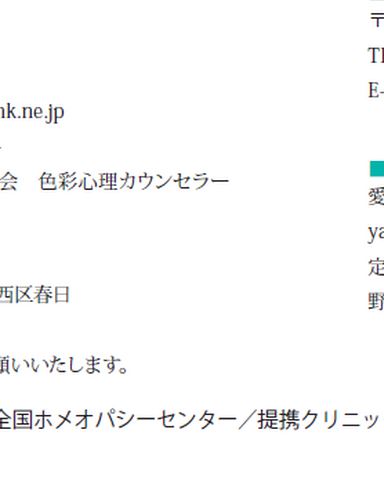 nk.ne.jp
会　色彩心理カウンセラー
西区春日
願いいたします。
全国ホメオパシーセンター／提携クリニッ
〒
E-
愛
ya
定
野